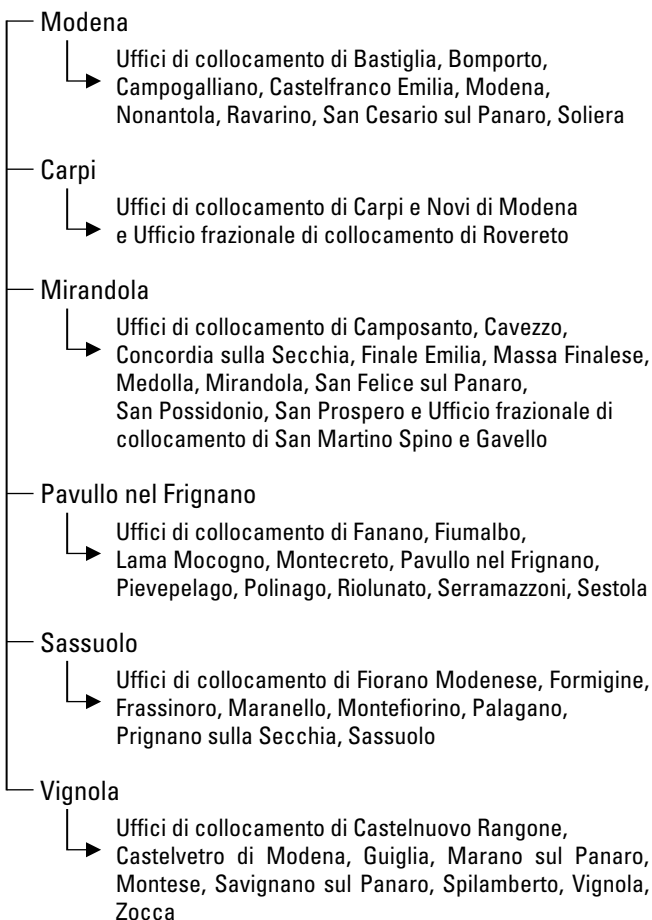 Modena
Uffici di collocamento di Bastiglia, Bomporto,
Campogalliano, Castelfranco Emilia, Modena,
Nonantola, Ravarino, San Cesario sul Panaro, Soliera
Carpi
Uffici di collocamento di Carpi e Novi di Modena
e Ufficio frazionale di collocamento di Rovereto
Mirandola
Uffici di collocamento di Camposanto, Cavezzo,
Concordia sulla Secchia, Finale Emilia, Massa Finalese,
Medolla, Mirandola, San Felice sul Panaro,
San Possidonio, San Prospero e Ufficio frazionale di
collocamento di San Martino Spino e Gavello
Pavullo nel Frignano
Uffici di collocamento di Fanano, Fiumalbo,
Lama Mocogno, Montecreto, Pavullo nel Frignano,
Pievepelago, Polinago, Riolunato, Serramazzoni, Sestola
Sassuolo
Uffici di collocamento di Fiorano Modenese, Formigine,
Frassinoro, Maranello, Montefiorino, Palagano,
Prignano sulla Secchia, Sassuolo
Vignola
Uffici di collocamento di Castelnuovo Rangone,
Castelvetro di Modena, Guiglia, Marano sul Panaro,
Montese, Savignano sul Panaro, Spilamberto, Vignola,
Zocca